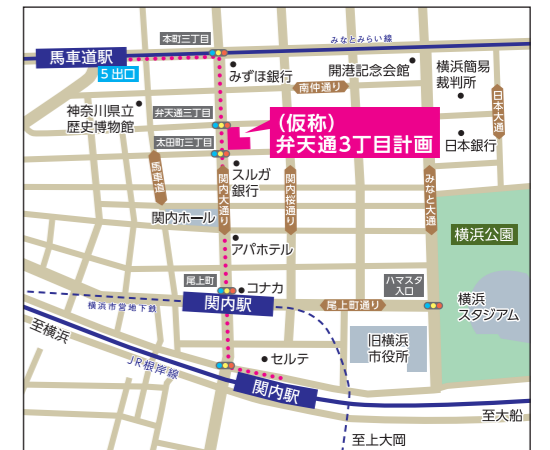 本町三丁目
みなとみらい線
馬車道駅
5 出口
みずほ銀行
開港記念会館
横浜簡易
裁判所
南仲通り
日本大通
神奈川県立
歴史博物館
弁天通三丁目
（仮称）
弁天通3丁目計画
太田町三丁目
日本銀行
馬車道
スルガ
銀行
関内大通り
関内桜通り
みなと大通
関内ホール
横浜公園
アパホテル
尾上町
コナカ
ハマスタ
入口
関内駅
尾上町通り
横浜
スタジアム
横浜市営地下鉄
至横浜
旧横浜
市役所
JR根岸線
セルテ
関内駅
至大船
至上大岡